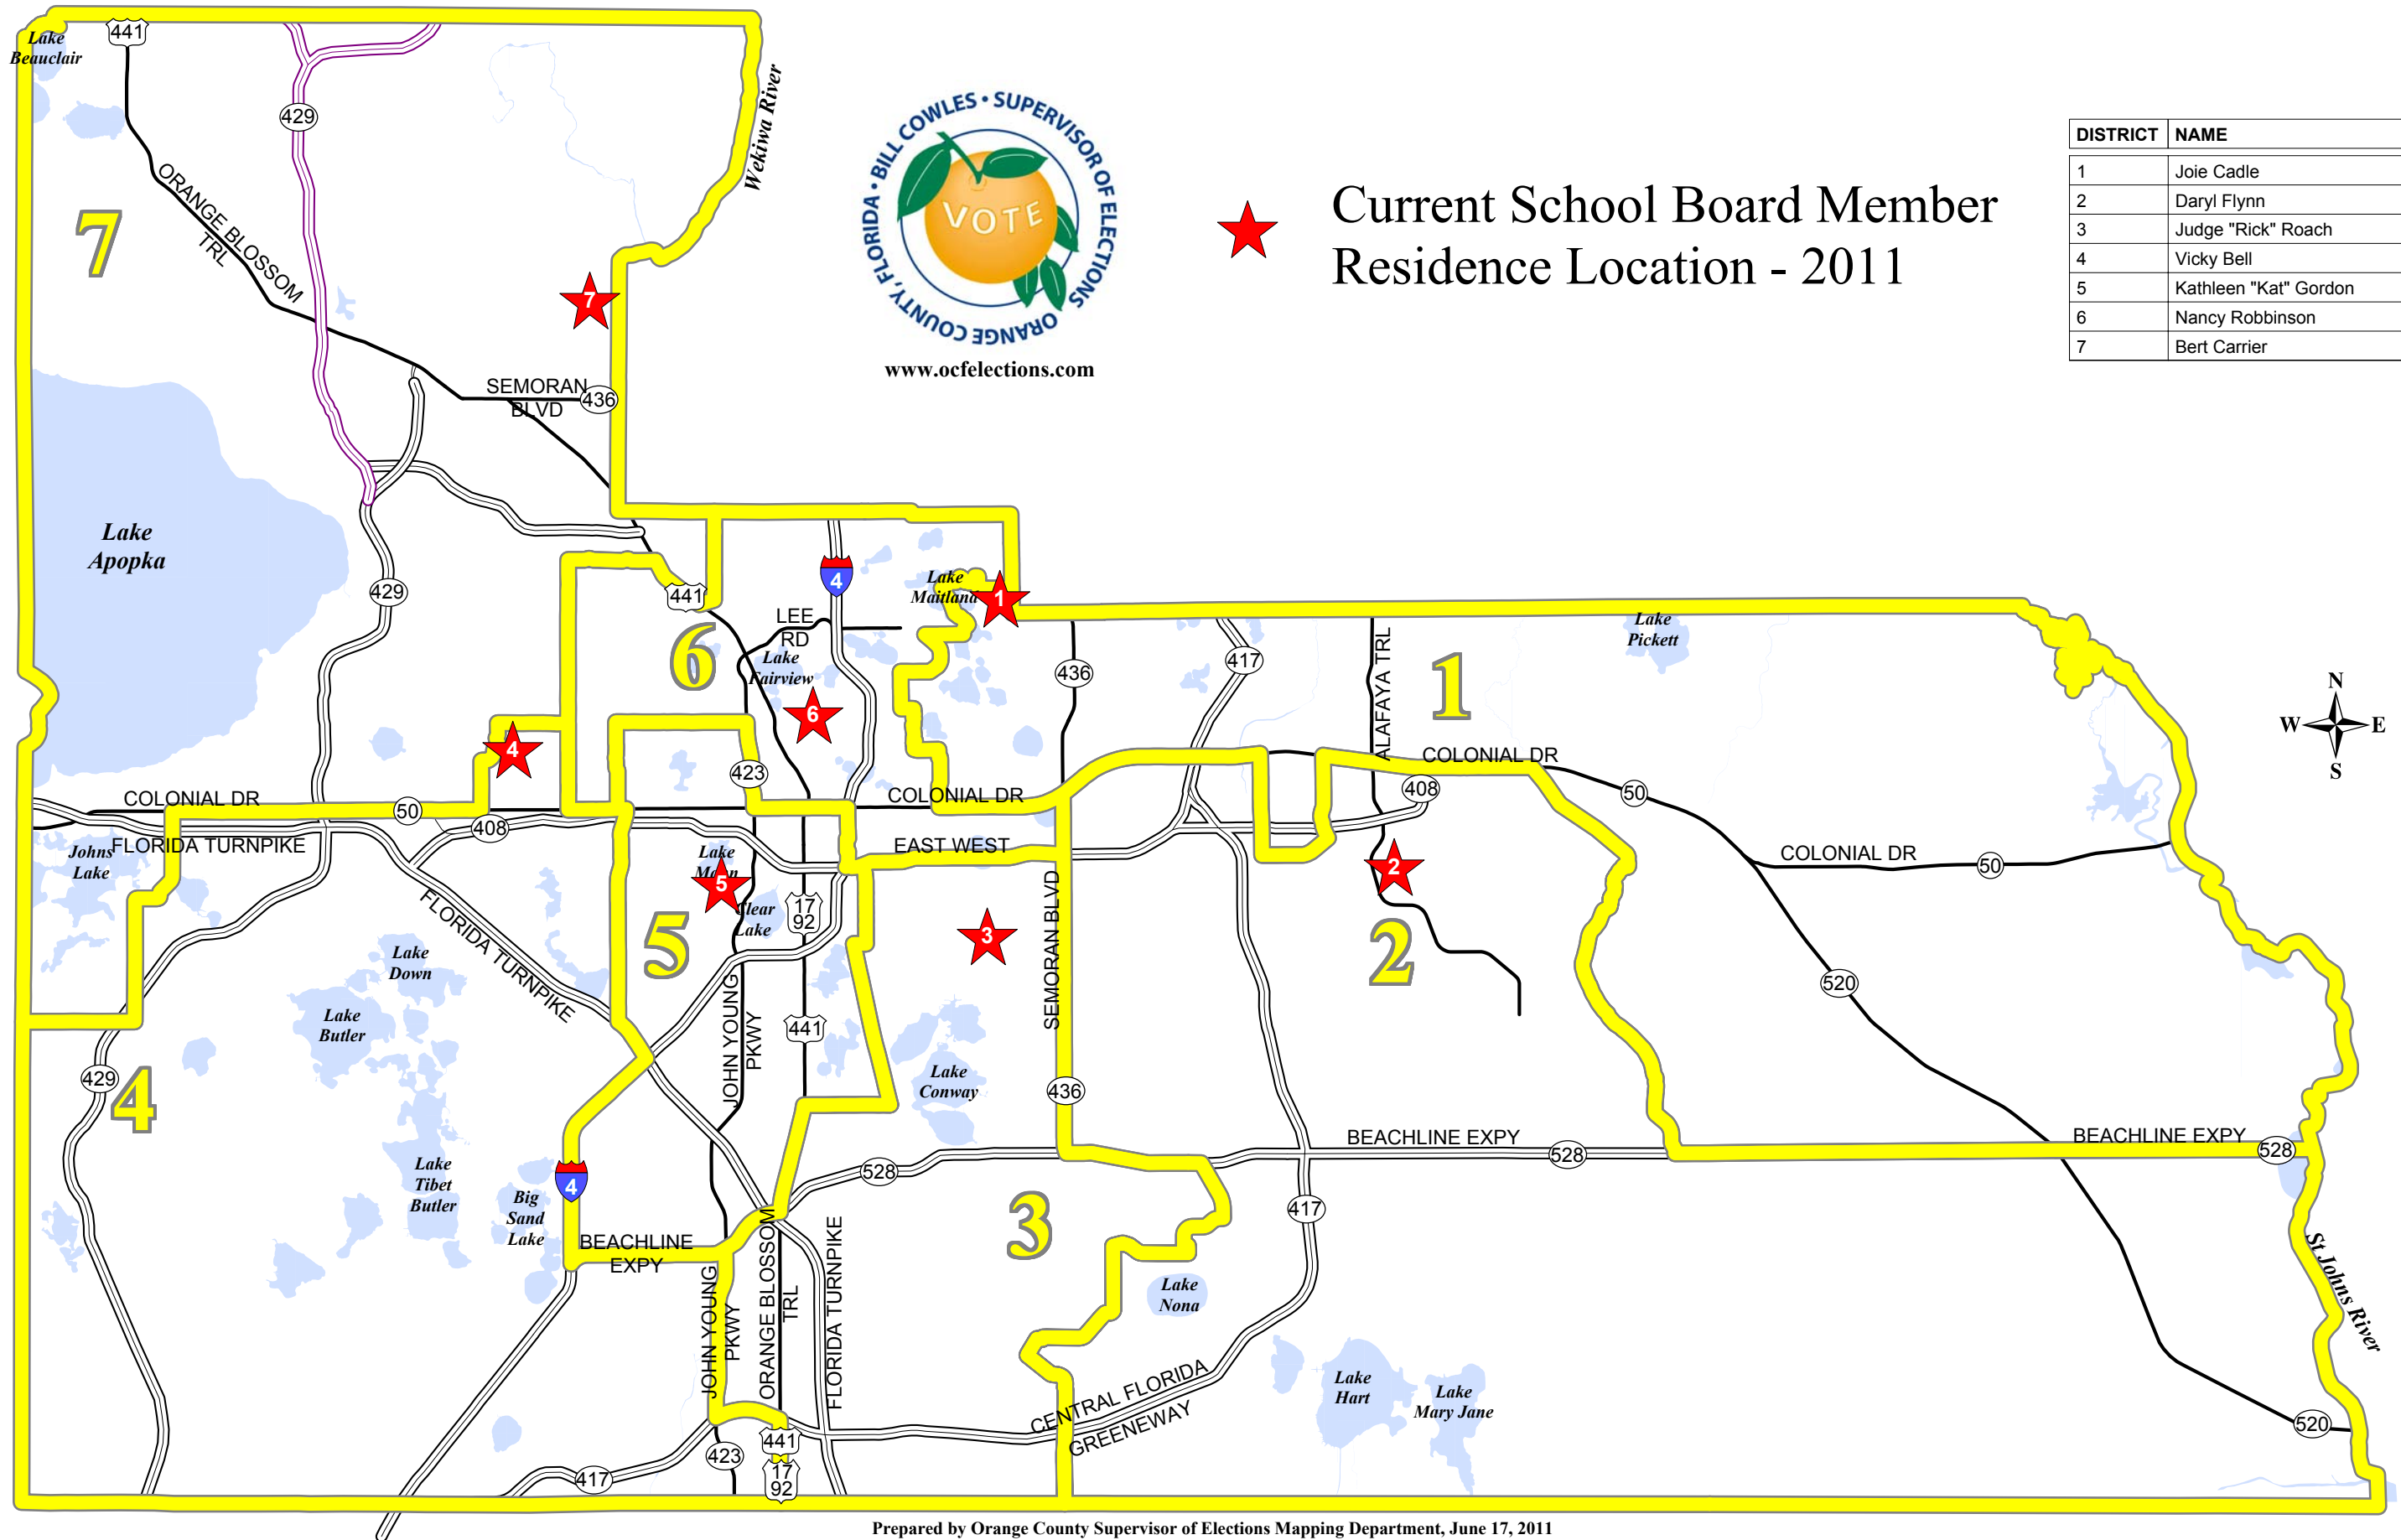 BILL COWLES • SUPERVISOR OF ELECTIONS
ORANGE COUNTY, FLORIDA •
VOTE
www.ocfelections.com
Current School Board Member
Residence Location - 2011
DISTRICT NAME
1 Joie Cadle
2 Daryl Flynn
3 Judge "Rick" Roach
4 Vicky Bell
5 Kathleen "Kat" Gordon
6 Nancy Robbinson
7 Bert Carrier
Lake
Beauclair
441
429
Wekiwa River
ORANGE BLOSSOM
TRL
7
7
SEMORAN
BLVD
436
Lake
Apopka
429
441
4
Lake
Maitland
1
LEE
RD
6
Lake
Fairview
6
436
417
ALAFAYA TRL
1
Lake
Pickett
N
W E
S
4
423
COLONIAL DR
50
408
COLONIAL DR
COLONIAL DR
408
50
COLONIAL DR
50
Johns
Lake
FLORIDA TURNPIKE
EAST WEST
Lake
Mann
5
Clear
Lake
17
92
2
FLORIDA TURNPIKE
5
3
SEMORAN BLVD
2
Lake
Down
Lake
Butler
JOHN YOUNG
PKWY
441
520
429
4
Lake
Conway
436
BEACHLINE EXPY
528
BEACHLINE EXPY
528
Lake
Tibet
Butler
Big
Sand
Lake
4
528
417
3
BEACHLINE
EXPY
JOHN YOUNG
PKWY
ORANGE BLOSSOM
TRL
FLORIDA TURNPIKE
Lake
Nona
St Johns River
CENTRAL FLORIDA
GREENEWAY
Lake
Hart
Lake
Mary Jane
520
417
423
441
17
92
Prepared by Orange County Supervisor of Elections Mapping Department, June 17, 2011